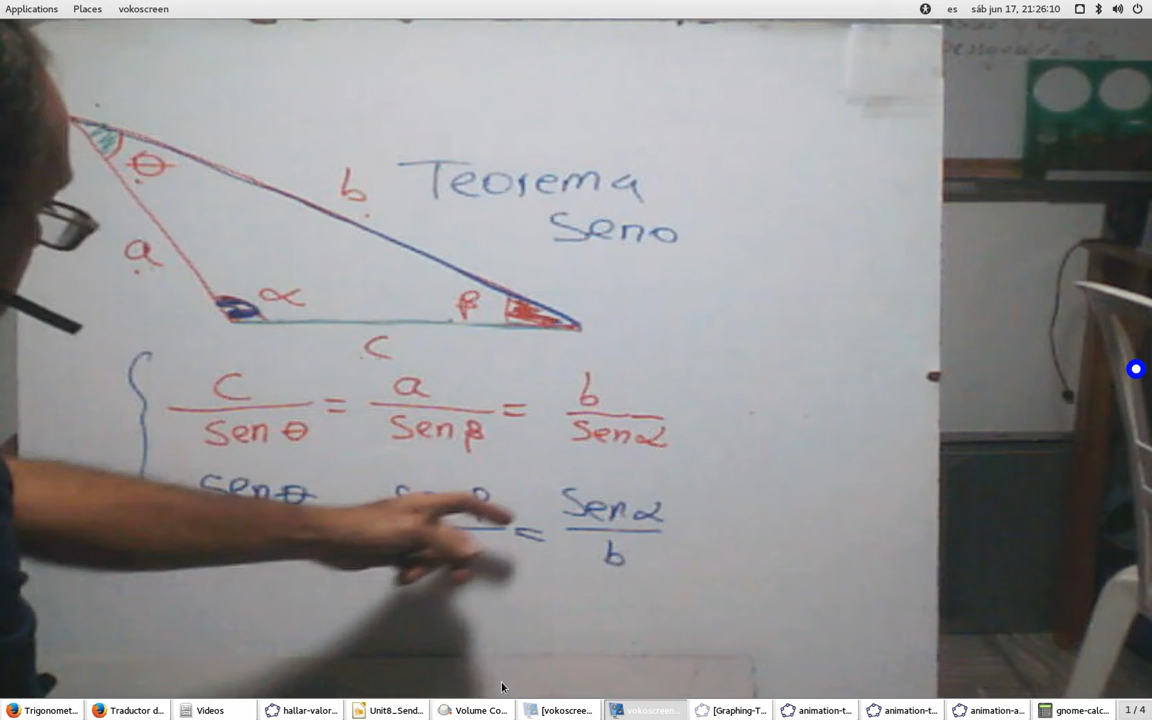 Applications Places vokoscreen
es sáb jun 17, 21:26:10
Teorema
Seno
θ
b
a
α
β
c
C/Sen θ = a/Sen β = b/Sen α
Sen θ
= Sen α/b
Trigonomet...
Traductor d...
Videos
hallar-valor...
Unit8_Send...
Volume Co...
[vokoscree...
vokoscreen...
[Graphing-T...
animation-t...
animation-t...
animation-a...
gnome-calc...
1 / 4